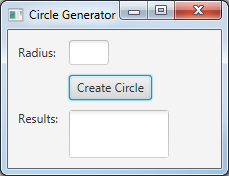 Circle Generator
Radius:
Create Circle
Results: